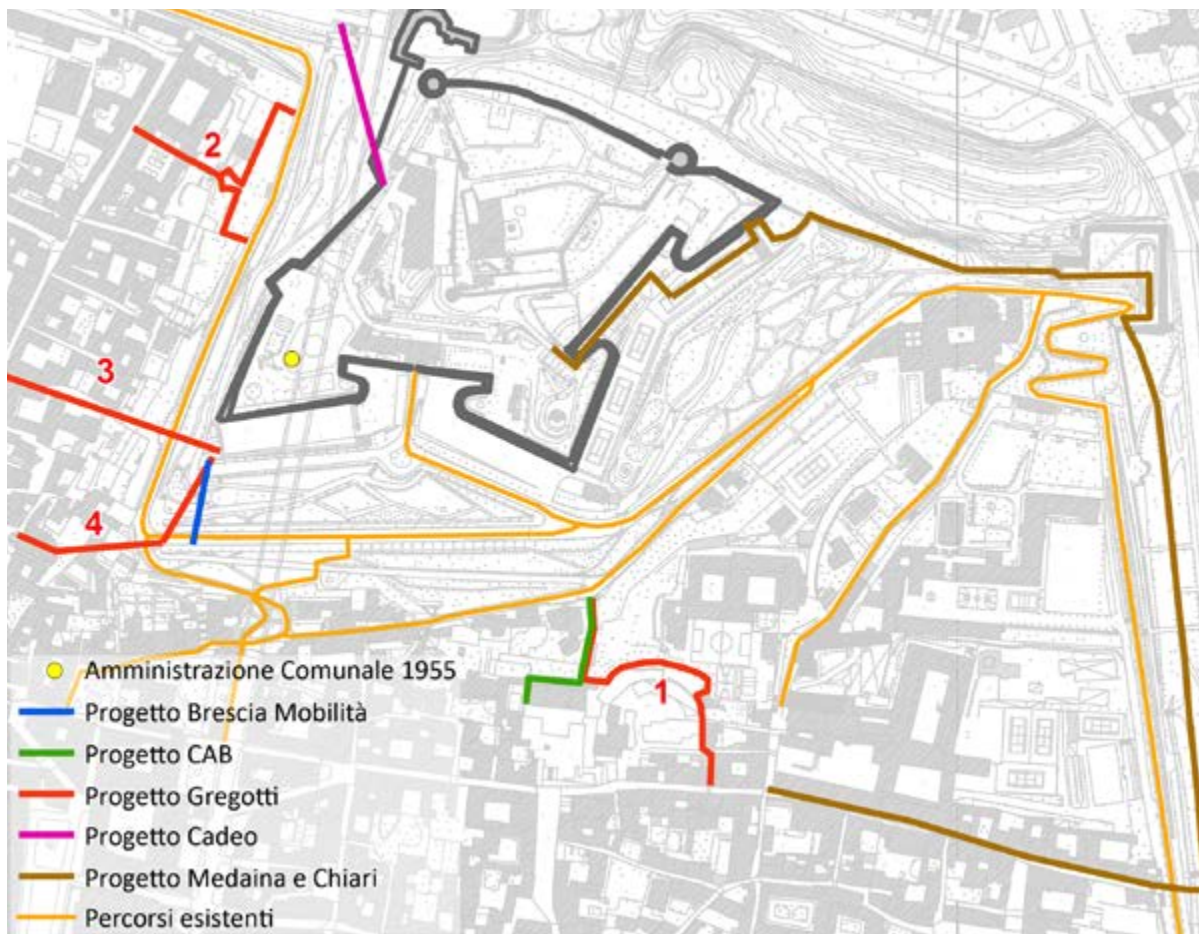 2
3
4
1
Amministrazione Comunale 1955
Progetto Brescia Mobilità
Progetto CAB
Progetto Gregotti
Progetto Cadeo
Progetto Medaina e Chiari
Percorsi esistenti